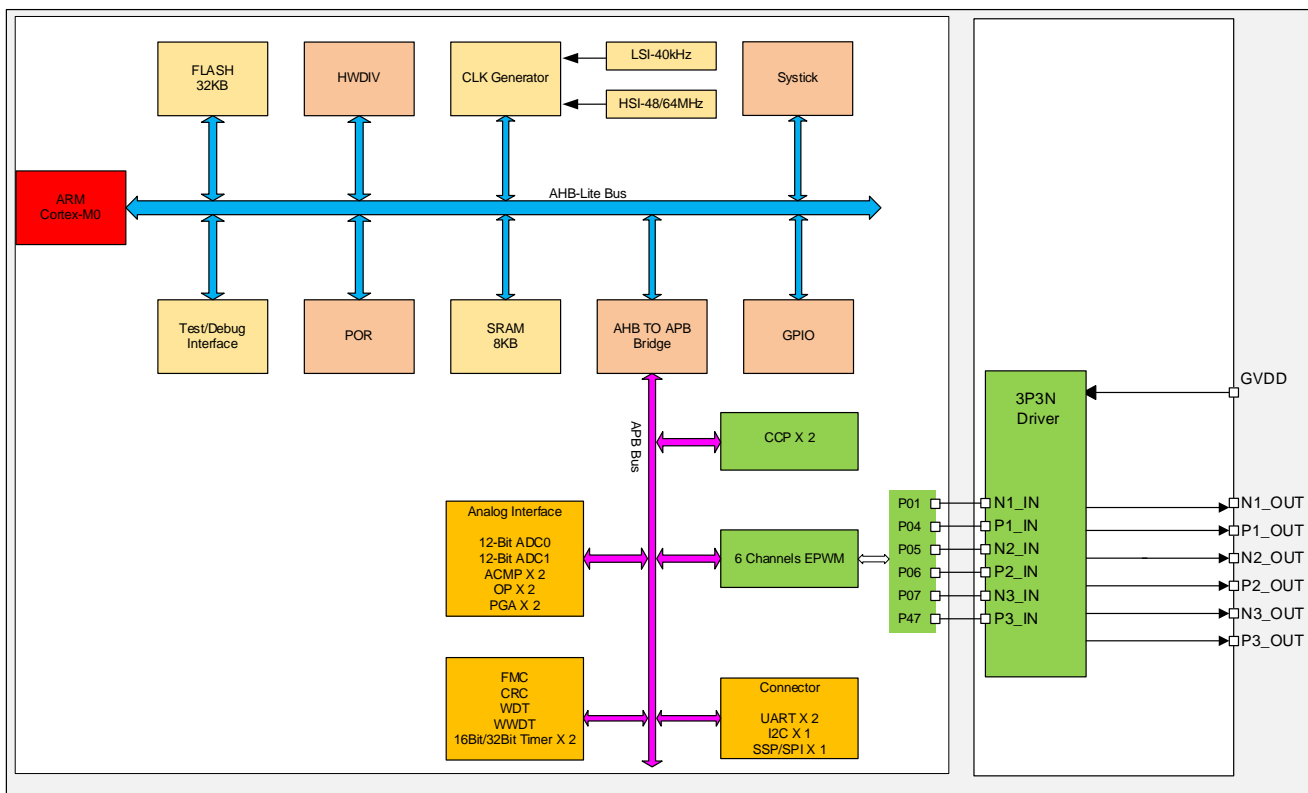 FLASH
32KB
HWDIV
CLK Generator
LSI-40kHz
HSI-48/64MHz
Systick
ARM
Cortex-M0
AHB-Lite Bus
Test/Debug
Interface
POR
SRAM
8KB
AHB TO APB
Bridge
GPIO
APB Bus
CCP X 2
Analog Interface
12-Bit ADC0
12-Bit ADC1
ACMP X 2
OP X 2
PGA X 2
6 Channels EPWM
FMC
CRC
WDT
WWDT
16Bit/32Bit Timer X 2
Connector
UART X 2
I2C X 1
SSP/SPI X 1
P01
P04
P05
P06
P07
P47
3P3N
Driver
N1_IN
P1_IN
N2_IN
P2_IN
N3_IN
P3_IN
GVDD
N1_OUT
P1_OUT
N2_OUT
P2_OUT
N3_OUT
P3_OUT